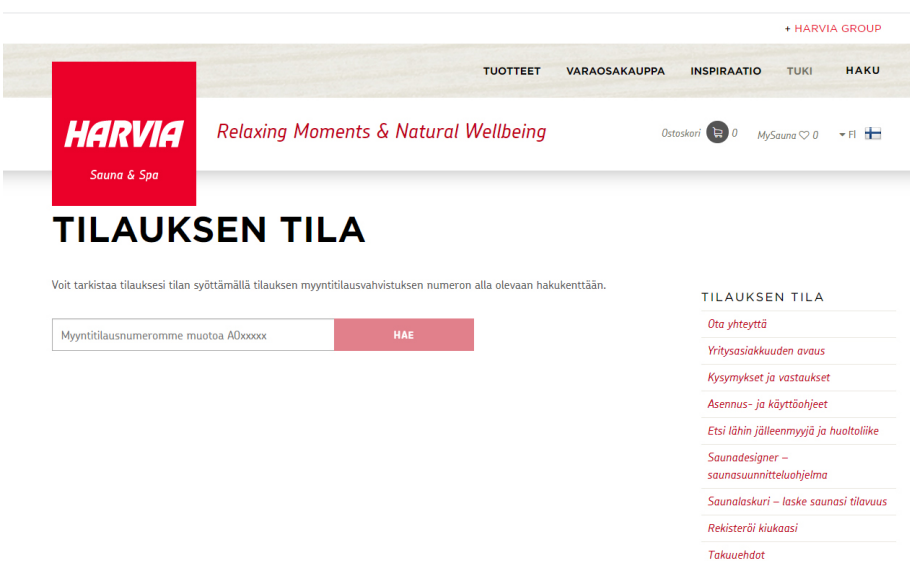 + HARVIA GROUP
TUOTTEET VARAOSAKAUPPA INSPIRAATIO TUKI HAKU
HARVIA
Sauna & Spa
Relaxing Moments & Natural Wellbeing
Ostoskori 0 MySauna 0 FI
TILAUKSEN TILA
Voit tarkistaa tilauksesi tilan syöttämällä tilauksen myyntitilausvahvistuksen numeron alla olevaan hakukenttään.
Myyntitilausnumeromme muotoa A0xxxxx HAE
TILAUKSEN TILA
Ota yhteyttä
Yritysasiakkuuden avaus
Kysymykset ja vastaukset
Asennus- ja käyttöohjeet
Etsi lähin jälleenmyyjä ja huoltoliike
Saunadesigner –
saunasuunnitteluohjelma
Saunalaskuri – laske saunasi tilavuus
Rekisteröi kiukaasi
Takuuehdot